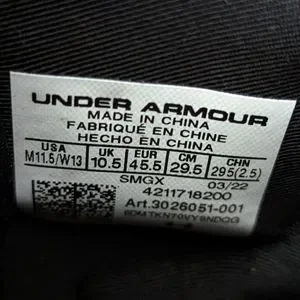 UNDER ARMOUR
MADE IN CHINA
FABRIQUÉ EN CHINE
HECHO EN CHINA
USA UK EUR CM CHN
M11.5/W13 10.5 45.5 29.5 295(2.5)
SMGX 03/22
4211718200
Art.3026051-001